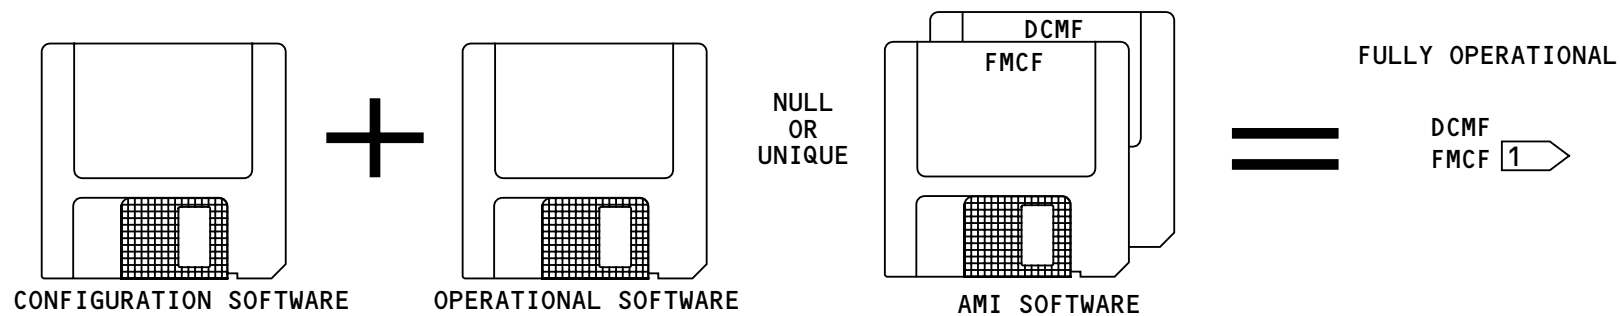 CONFIGURATION SOFTWARE
OPERATIONAL SOFTWARE
NULL
OR
UNIQUE
DCMF
FMCF
AMI SOFTWARE
FULLY OPERATIONAL
DCMF
FMCF 1